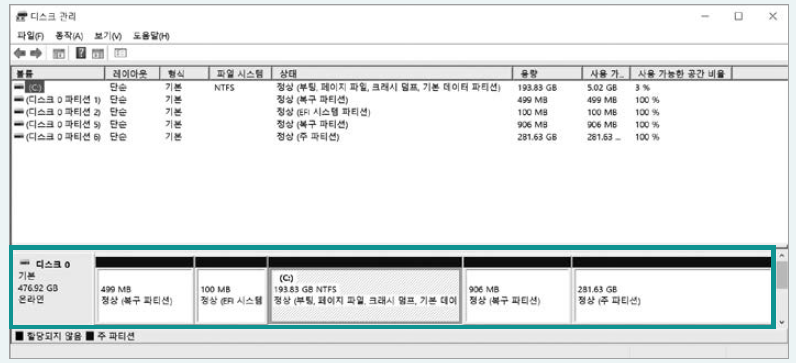 디스크 관리
파일(F) 동작(A) 보기(V) 도움말(H)
볼륨 레이아웃 형식 파일 시스템 상태 용량 사용 가... 사용 가능한 공간 비율
(C:) 단순 기본 NTFS 정상 (부팅, 페이지 파일, 크래시 덤프, 기본 데이터 파티션) 193.83 GB 5.02 GB 3 %
(디스크 0 파티션 1) 단순 기본 정상 (복구 파티션) 499 MB 499 MB 100 %
(디스크 0 파티션 2) 단순 기본 정상 (EFI 시스템 파티션) 100 MB 100 MB 100 %
(디스크 0 파티션 5) 단순 기본 정상 (복구 파티션) 906 MB 906 MB 100 %
(디스크 0 파티션 6) 단순 기본 정상 (주 파티션) 281.63 GB 281.63 ... 100 %
디스크 0
기본
476.92 GB
온라인
499 MB
정상 (복구 파티션)
100 MB
정상 (EFI 시스템
(C:)
193.83 GB NTFS
정상 (부팅, 페이지 파일, 크래시 덤프, 기본 데이
906 MB
정상 (복구 파티션)
281.63 GB
정상 (주 파티션)
할당되지 않음 주 파티션